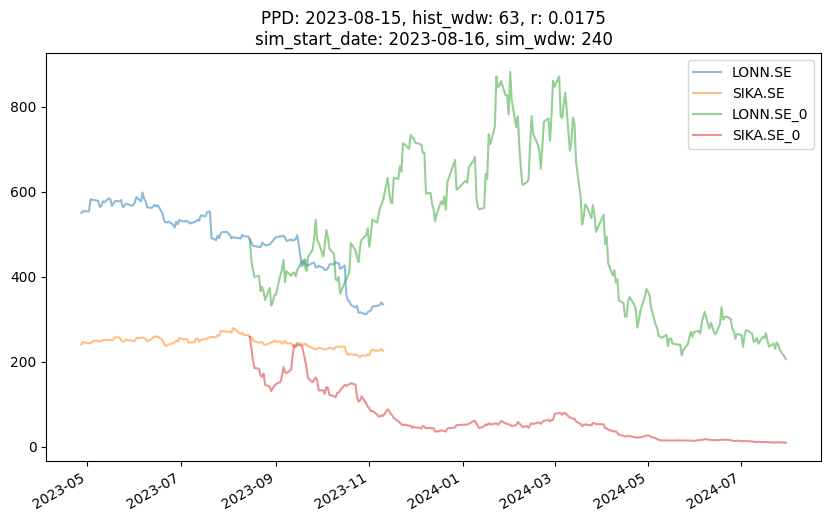 PPD: 2023-08-15, hist_wdw: 63, r: 0.0175
sim_start_date: 2023-08-16, sim_wdw: 240
LONN.SE
SIKA.SE
LONN.SE_0
SIKA.SE_0
800
600
400
200
0
2023-05
2023-07
2023-09
2023-11
2024-01
2024-03
2024-05
2024-07